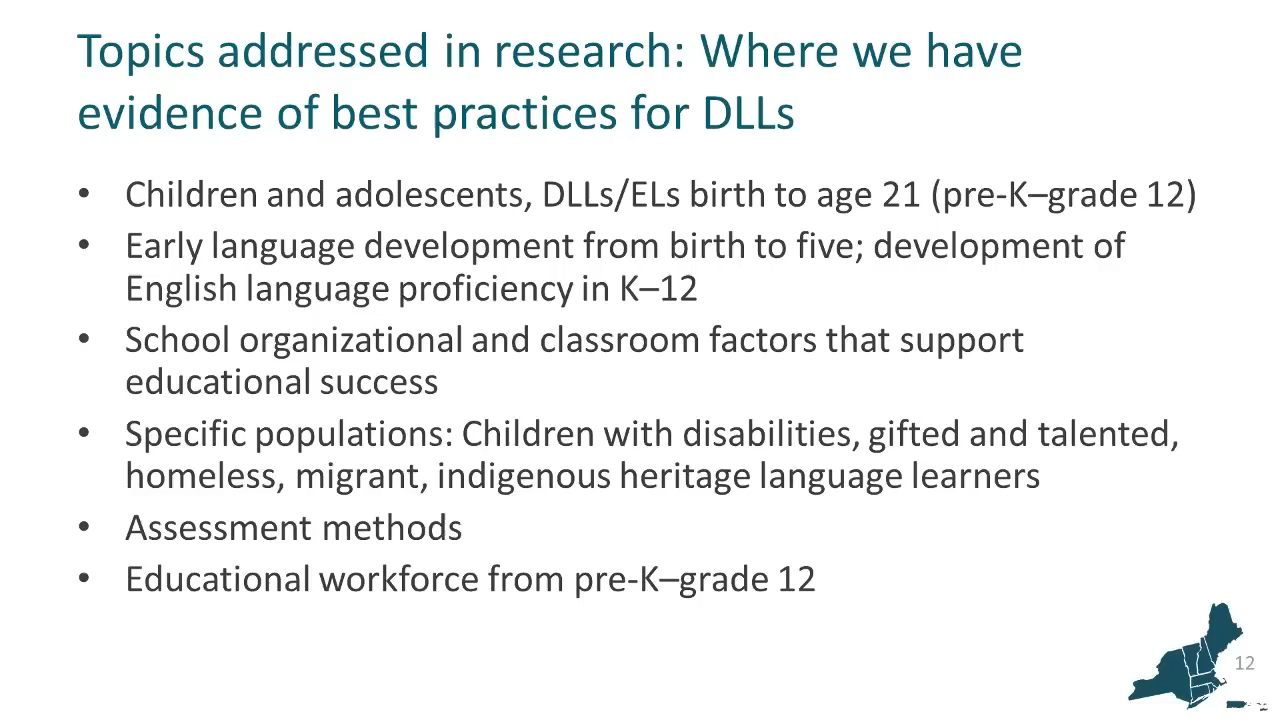 Topics addressed in research: Where we have
evidence of best practices for DLLs
• Children and adolescents, DLLs/ELs birth to age 21 (pre-K–grade 12)
• Early language development from birth to five; development of
English language proficiency in K–12
• School organizational and classroom factors that support
educational success
• Specific populations: Children with disabilities, gifted and talented,
homeless, migrant, indigenous heritage language learners
• Assessment methods
• Educational workforce from pre-K–grade 12
12